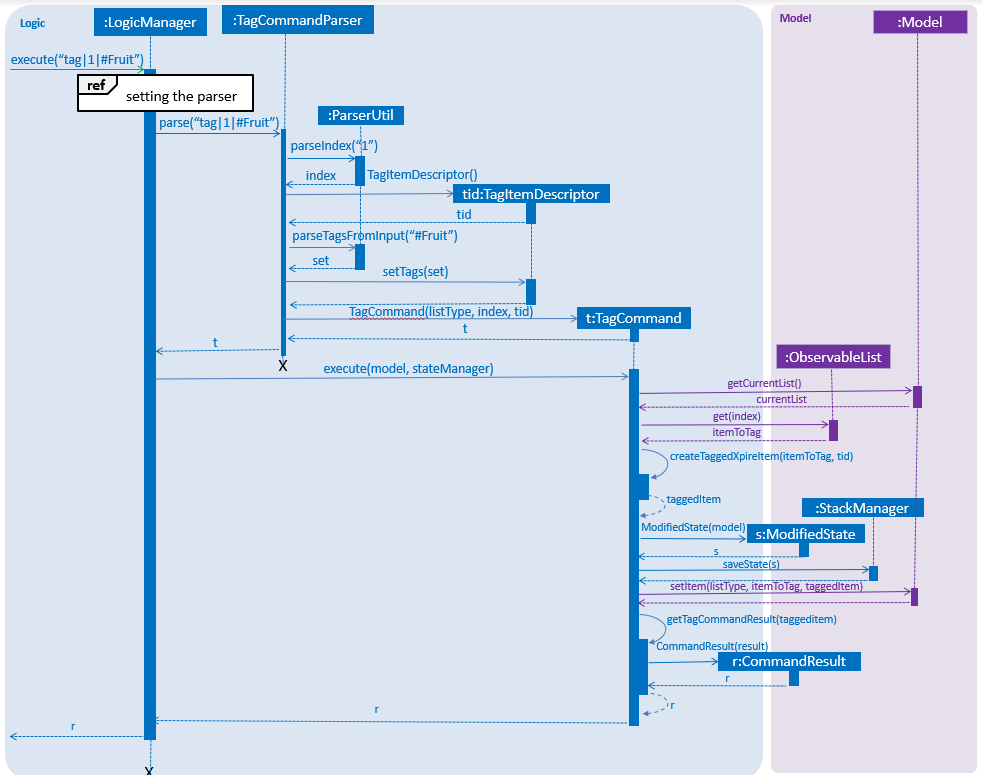 Logic
:LogicManager
:TagCommandParser
Model
:Model
execute(“tag|1|#Fruit”)
ref
setting the parser
parse(“tag|1|#Fruit”)
:ParserUtil
parseIndex(“1”)
index
TagItemDescriptor()
tid:TagItemDescriptor
tid
parseTagsFromInput(“#Fruit”)
set
setTags(set)
TagCommand(listType, index, tid)
t:TagCommand
t
t
X
:ObservableList
execute(model, stateManager)
getCurrentList()
currentList
get(index)
itemToTag
createTaggedXpireItem(itemToTag, tid)
taggedItem
:StackManager
ModifiedState(model)
s:ModifiedState
s
saveState(s)
setItem(listType, itemToTag, taggedItem)
getTagCommandResult(taggeditem)
CommandResult(result)
r:CommandResult
r
r
r
r
X